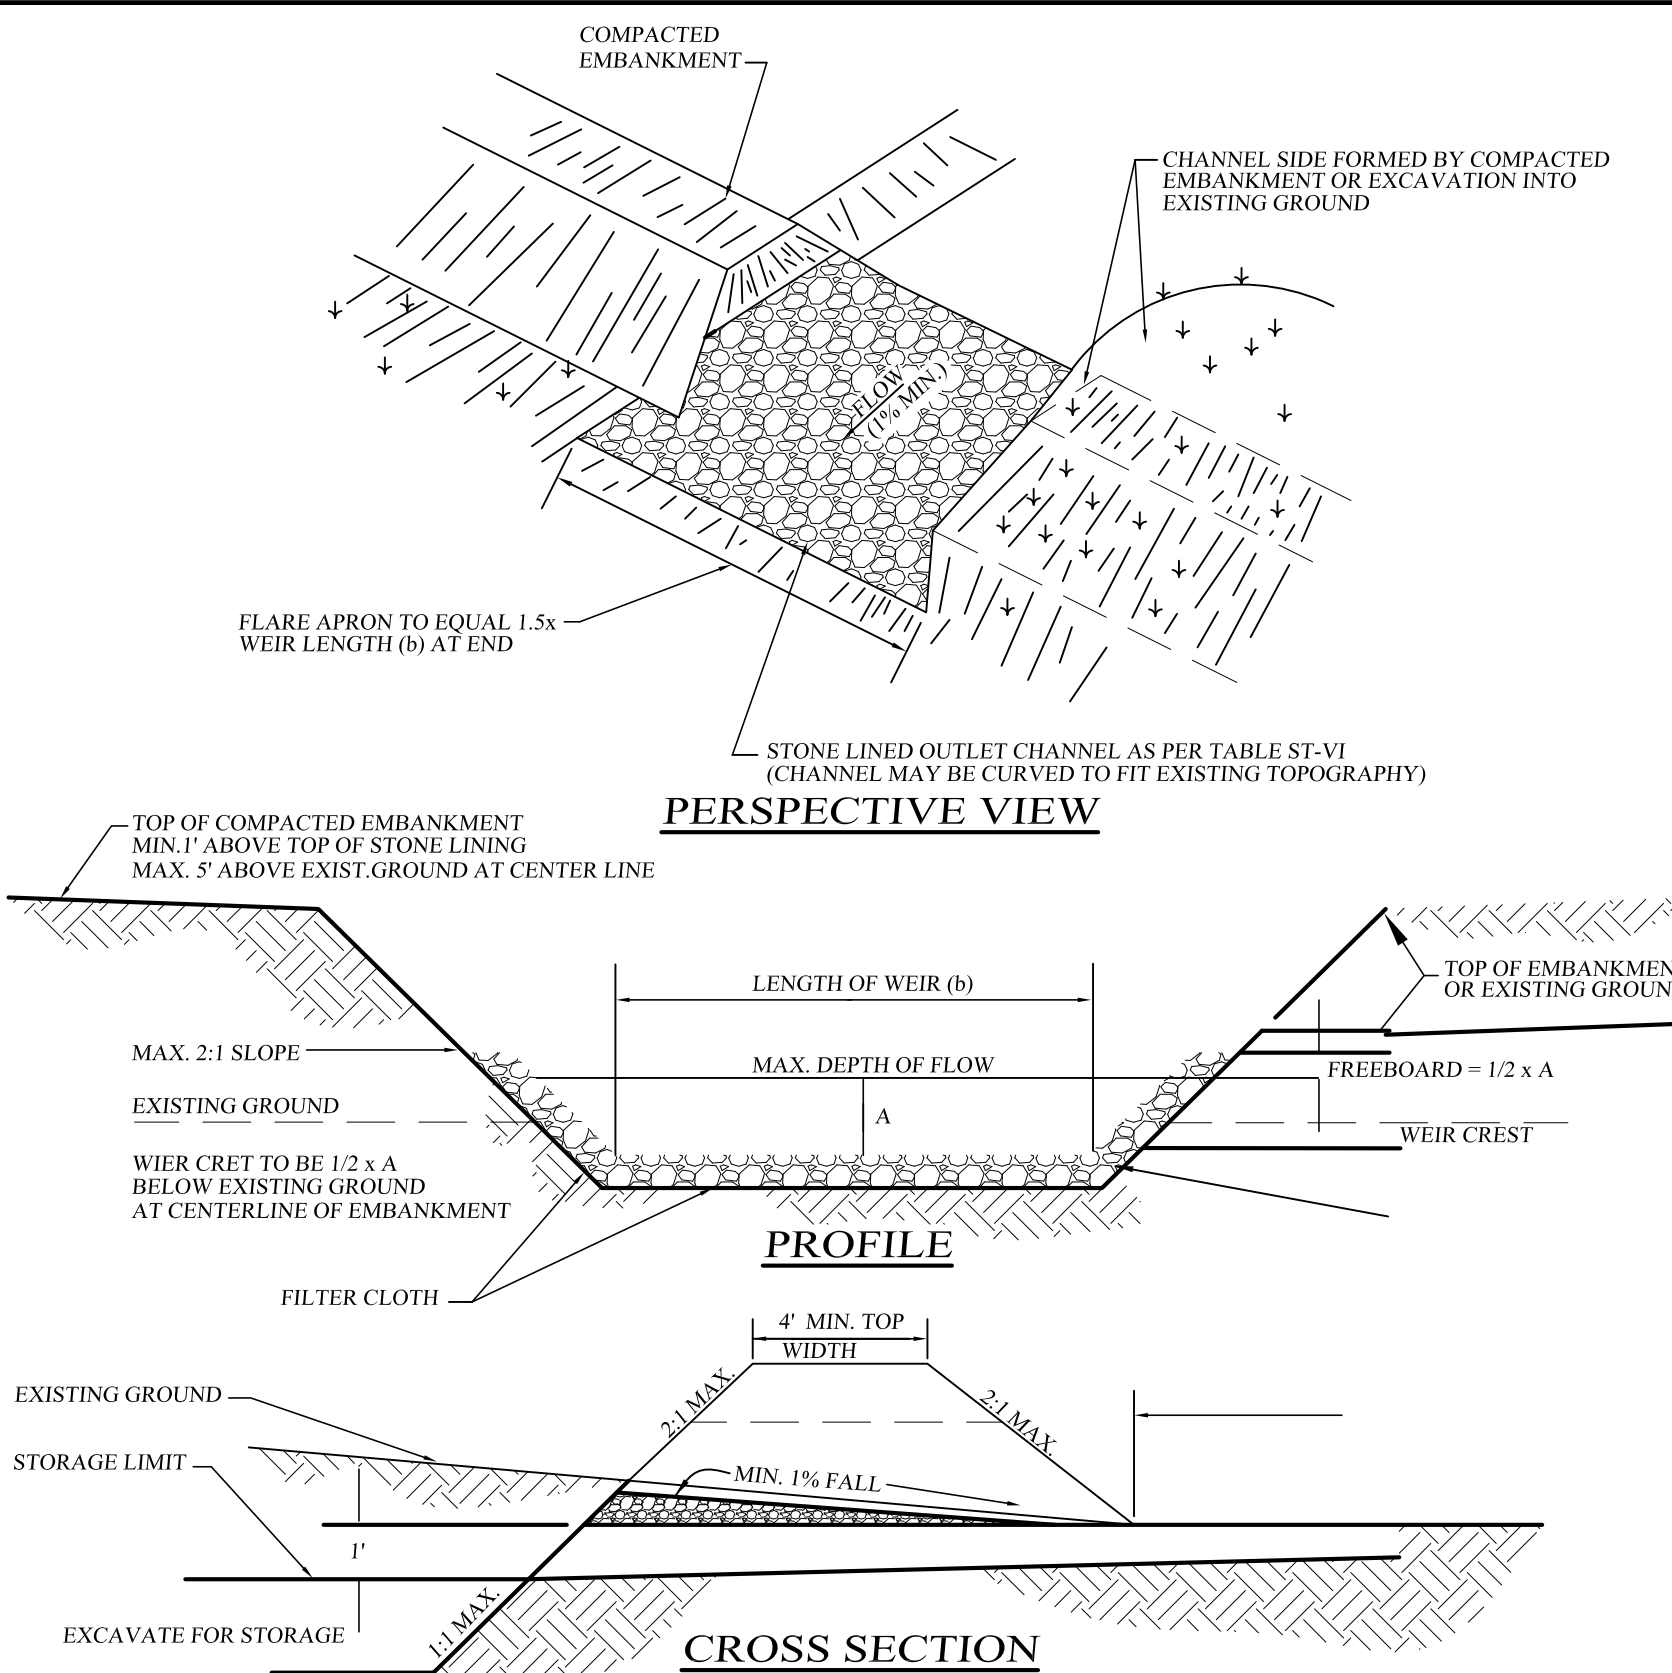 COMPACTED
EMBANKMENT
CHANNEL SIDE FORMED BY COMPACTED
EMBANKMENT OR EXCAVATION INTO
EXISTING GROUND
FLOW
(1% MIN.)
FLARE APRON TO EQUAL 1.5x
WEIR LENGTH (b) AT END
STONE LINED OUTLET CHANNEL AS PER TABLE ST-VI
(CHANNEL MAY BE CURVED TO FIT EXISTING TOPOGRAPHY)
PERSPECTIVE VIEW
TOP OF COMPACTED EMBANKMENT
MIN.1' ABOVE TOP OF STONE LINING
MAX. 5' ABOVE EXIST.GROUND AT CENTER LINE
LENGTH OF WEIR (b)
TOP OF EMBANKMEN
OR EXISTING GROUN
MAX. 2:1 SLOPE
MAX. DEPTH OF FLOW
FREEBOARD = 1/2 x A
EXISTING GROUND
A
WEIR CREST
WIER CRET TO BE 1/2 x A
BELOW EXISTING GROUND
AT CENTERLINE OF EMBANKMENT
PROFILE
FILTER CLOTH
4' MIN. TOP
WIDTH
EXISTING GROUND
2:1 MAX.
2:1 MAX.
STORAGE LIMIT
MIN. 1% FALL
1'
EXCAVATE FOR STORAGE
1:1 MAX.
CROSS SECTION